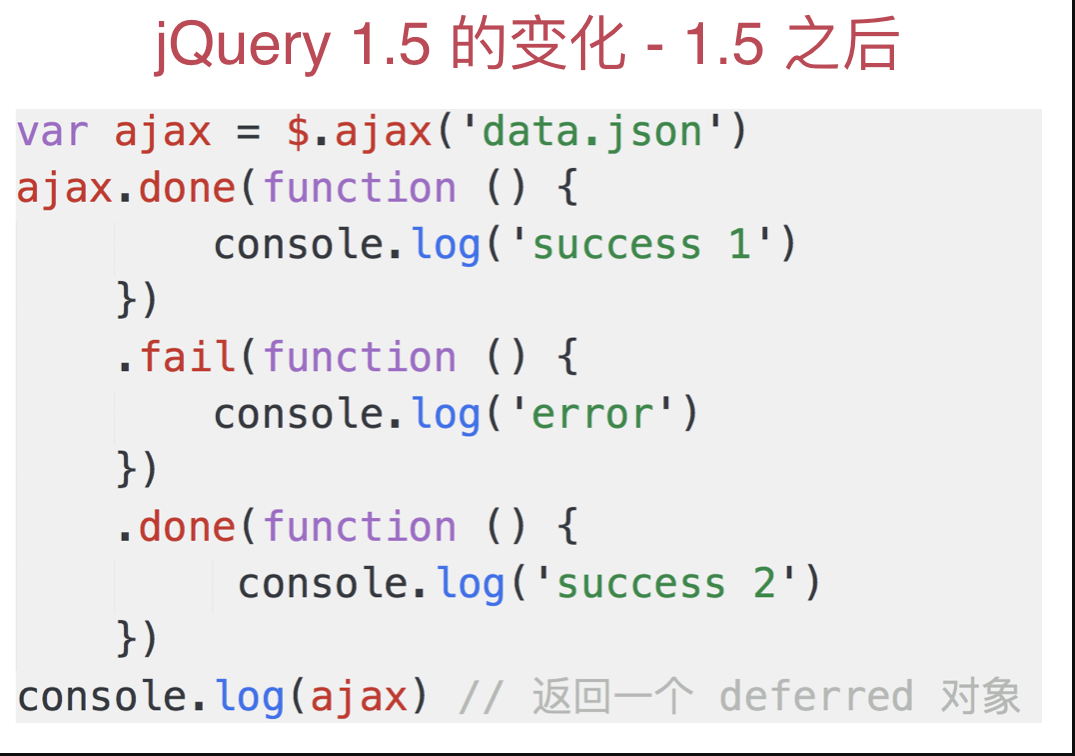 jQuery 1.5 的变化 - 1.5 之后
var ajax = $.ajax('data.json')
ajax.done(function () {
        console.log('success 1')
    })
    .fail(function () {
        console.log('error')
    })
    .done(function () {
         console.log('success 2')
    })
console.log(ajax) // 返回一个 deferred 对象